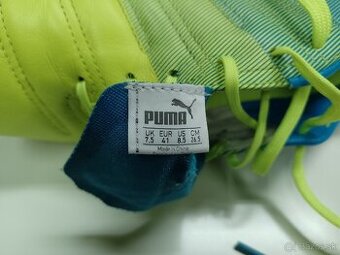 PUMA
UK EUR US CM
7.5 41 8.5 26.5
Made in China